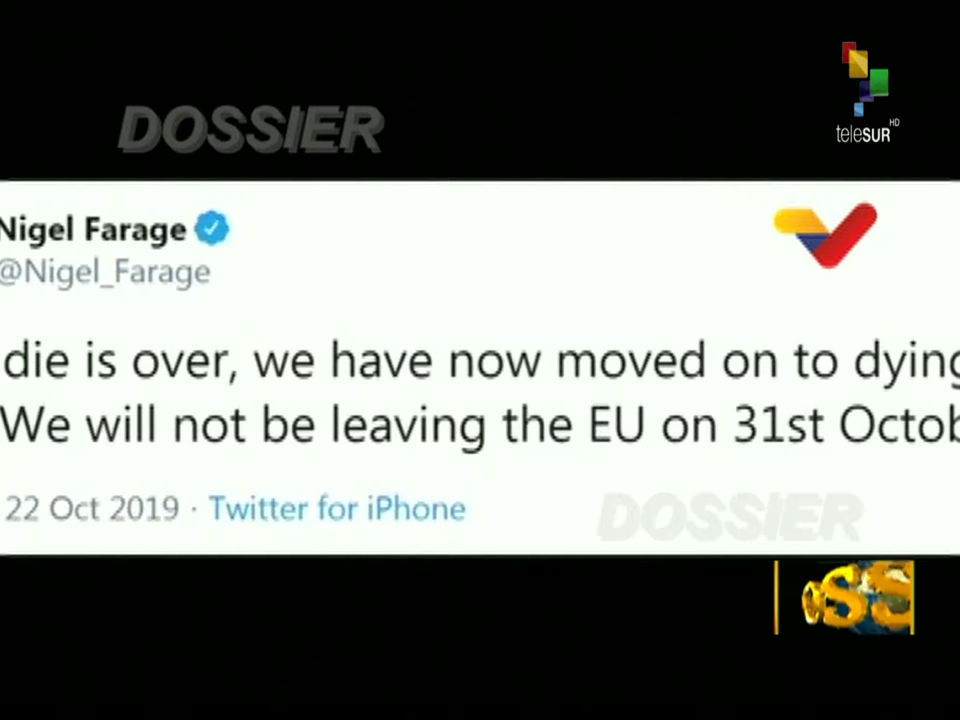 HD
teleSUR
DOSSIER
Nigel Farage
@Nigel_Farage
die is over, we have now moved on to dying
We will not be leaving the EU on 31st Octob
22 Oct 2019 · Twitter for iPhone
DOSSIER
SS